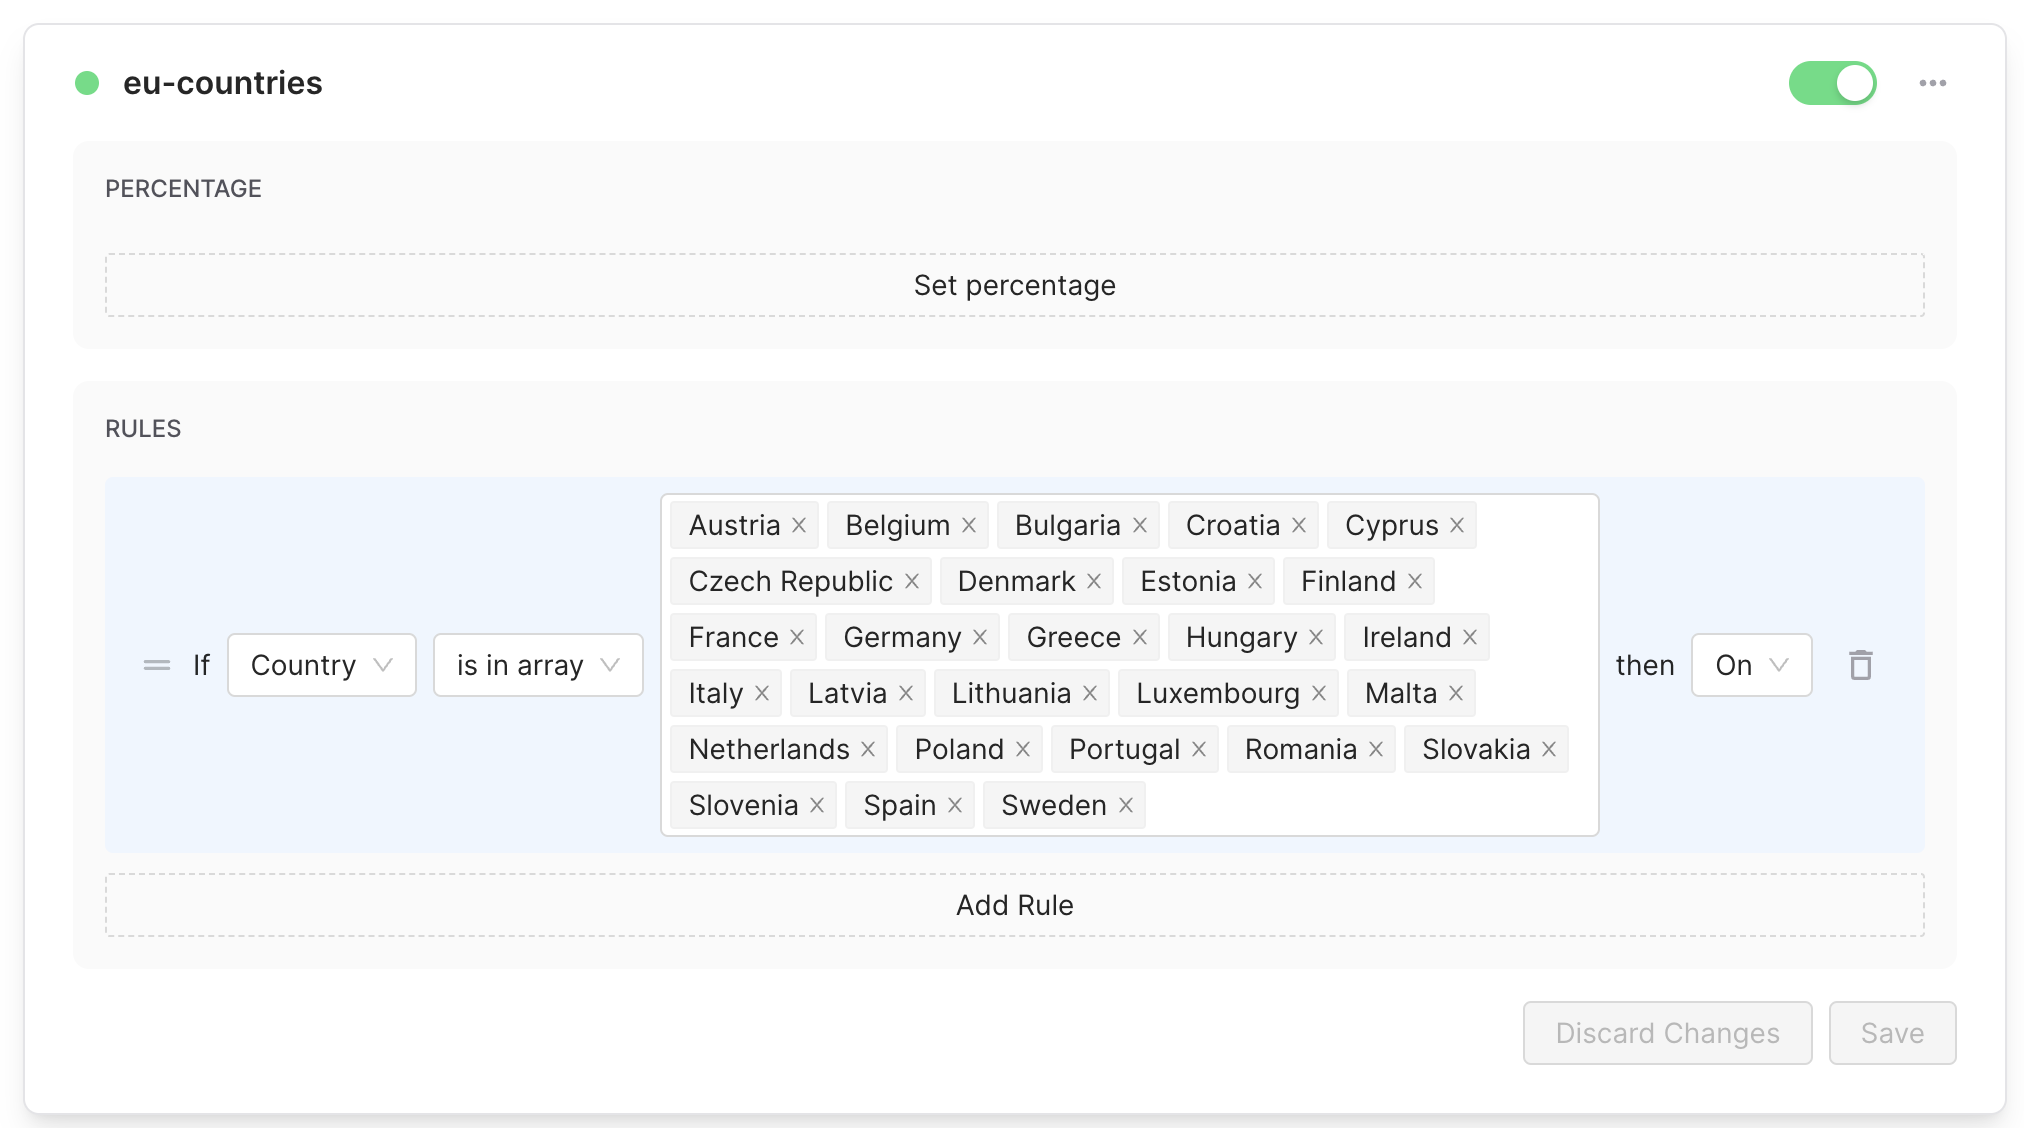 eu-countries
PERCENTAGE
Set percentage
RULES
If Country is in array
Austria Belgium Bulgaria Croatia Cyprus
Czech Republic Denmark Estonia Finland
France Germany Greece Hungary Ireland
Italy Latvia Lithuania Luxembourg Malta
Netherlands Poland Portugal Romania Slovakia
Slovenia Spain Sweden
then On
Add Rule
Discard Changes Save